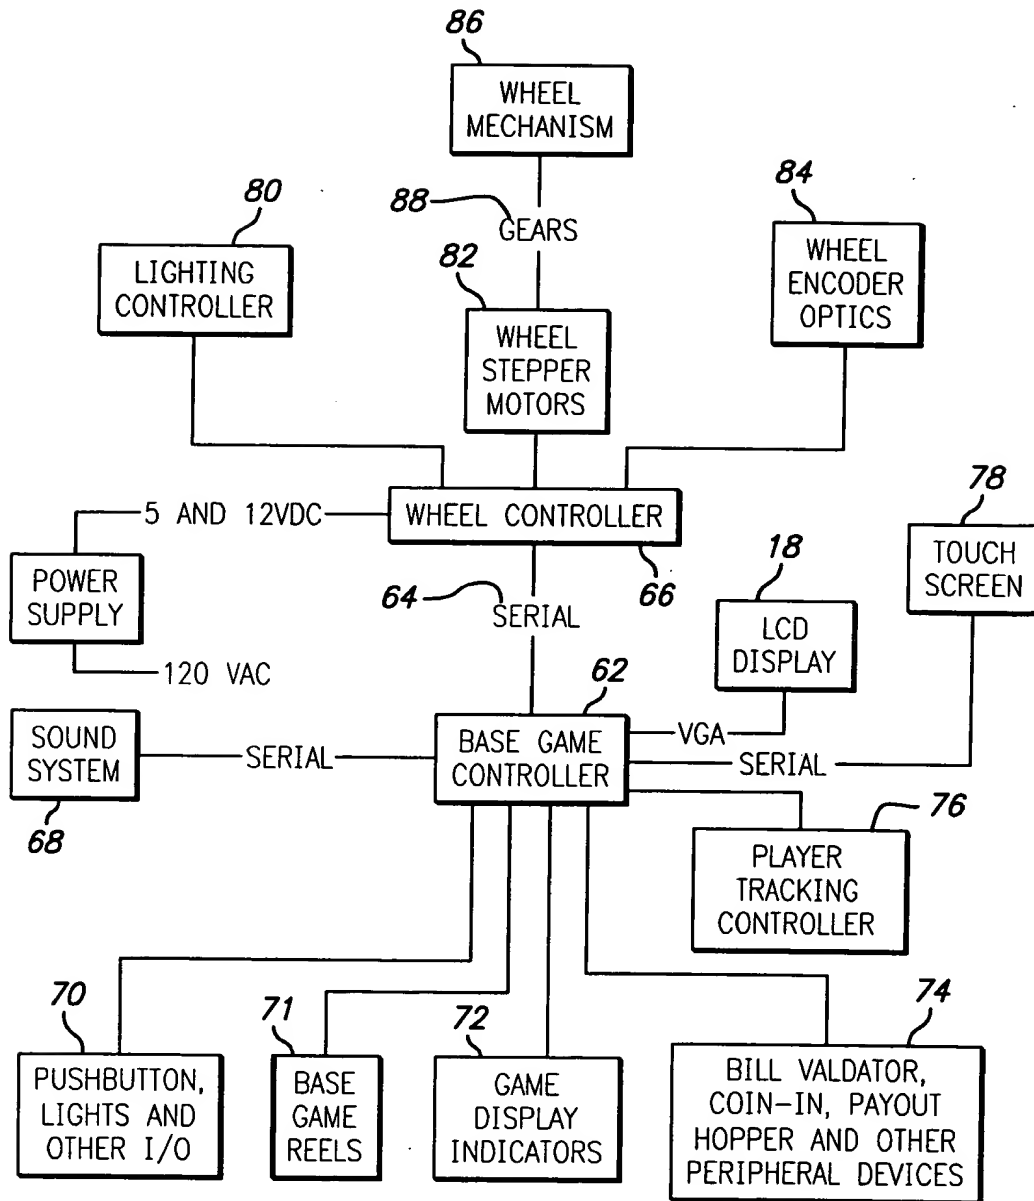 86
WHEEL
MECHANISM
80
88
GEARS
84
LIGHTING
CONTROLLER
82
WHEEL
ENCODER
OPTICS
WHEEL
STEPPER
MOTORS
5 AND 12VDC
WHEEL CONTROLLER
78
POWER
SUPPLY
64
SERIAL
66
18
TOUCH
SCREEN
LCD
DISPLAY
120 VAC
62
SOUND
SYSTEM
SERIAL
BASE GAME
CONTROLLER
VGA
SERIAL
68
76
PLAYER
TRACKING
CONTROLLER
70
71
72
74
PUSHBUTTON,
LIGHTS AND
OTHER I/O
BASE
GAME
REELS
GAME
DISPLAY
INDICATORS
BILL VALDATOR,
COIN-IN, PAYOUT
HOPPER AND OTHER
PERIPHERAL DEVICES